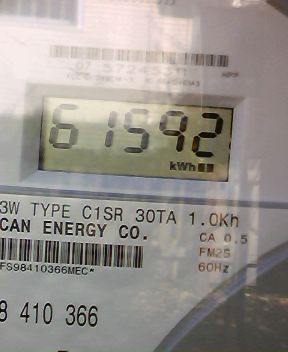 61592
kWh
3W TYPE C1SR 30TA 1.0Kh
CAN ENERGY CO.
CA 0.5
FM2S
60Hz
FS98410366MEC*
8 410 366